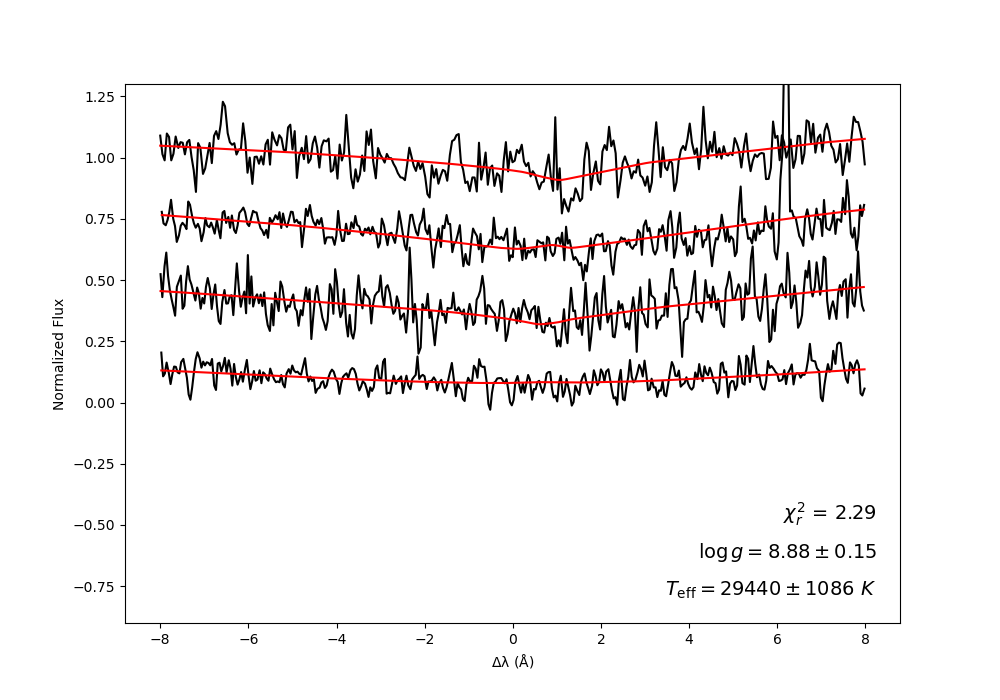 Normalized Flux
1.25
1.00
0.75
0.50
0.25
0.00
−0.25
−0.50
−0.75
χ²ᵣ = 2.29
log g = 8.88 ± 0.15
T_eff = 29440 ± 1086 K
−8 −6 −4 −2 0 2 4 6 8
Δλ (Å)